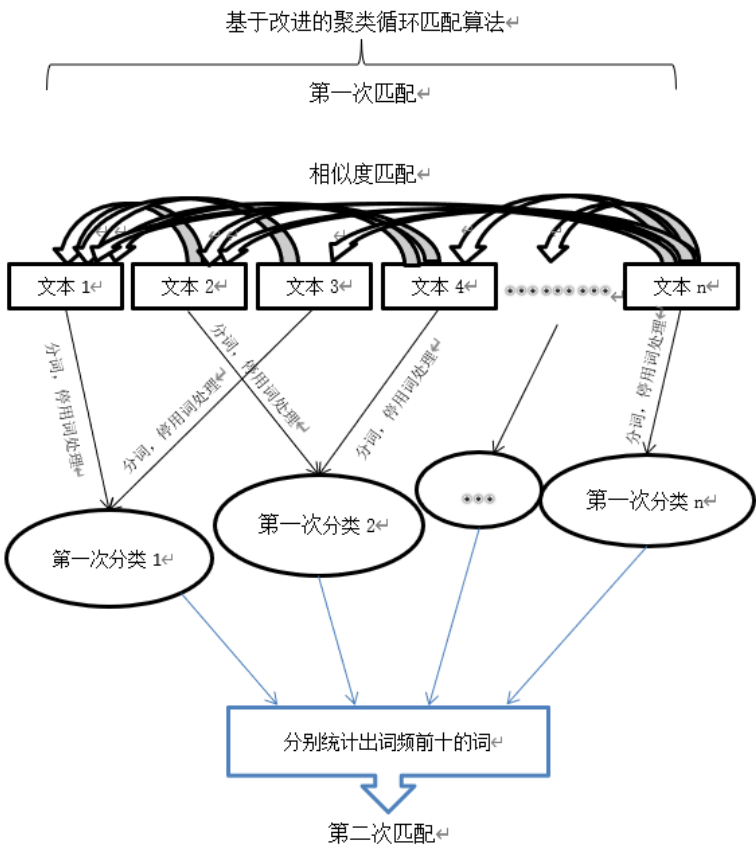 基于改进的聚类循环匹配算法↵
第一次匹配↵
相似度匹配↵
文本 1↵
文本 2↵
文本 3↵
文本 4↵
………↵
文本 n↵
分词，停用词处理↵
分词，停用词处理↵
分词，停用词处理↵
分词，停用词处理↵
分词，停用词处理↵
第一次分类 1↵
第一次分类 2↵
…
第一次分类 n↵
分别统计出词频前十的词↵
第二次匹配↵